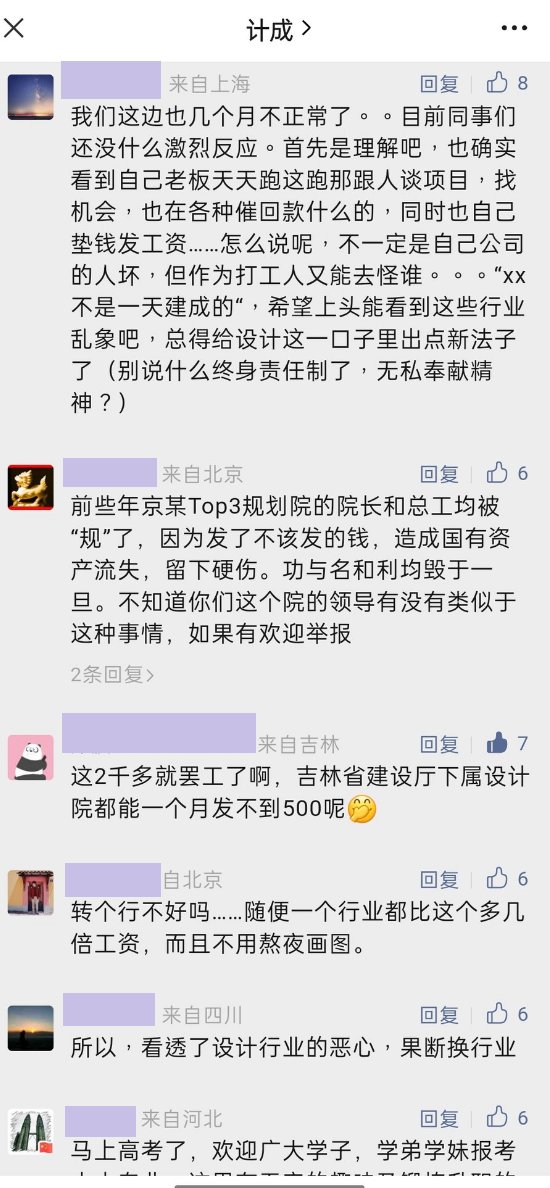 计成
来自上海 回复 8
我们这边也几个月不正常了。。目前同事们
还没什么激烈反应。首先是理解吧，也确实
看到自己老板天天跑这跑那跟人谈项目，找
机会，也在各种催回款什么的，同时也自己
垫钱发工资……怎么说呢，不一定是自己公司
的人坏，但作为打工人又能去怪谁。。。“xx
不是一天建成的“，希望上头能看到这些行业
乱象吧，总得给设计这一口子里出点新法子
了（别说什么终身责任制了，无私奉献精
神？）
来自北京 回复 6
前些年京某Top3规划院的院长和总工均被
“规”了，因为发了不该发的钱，造成国有资
产流失，留下硬伤。功与名和利均毁于一
旦。不知道你们这个院的领导有没有类似于
这种事情，如果有欢迎举报
2条回复
来自吉林 回复 7
这2千多就罢工了啊，吉林省建设厅下属设计
院都能一个月发不到500呢
自北京 回复 6
转个行不好吗……随便一个行业都比这个多几
倍工资，而且不用熬夜画图。
来自四川 回复 6
所以，看透了设计行业的恶心，果断换行业
来自河北 回复 6
马上高考了，欢迎广大学子，学弟学妹报考